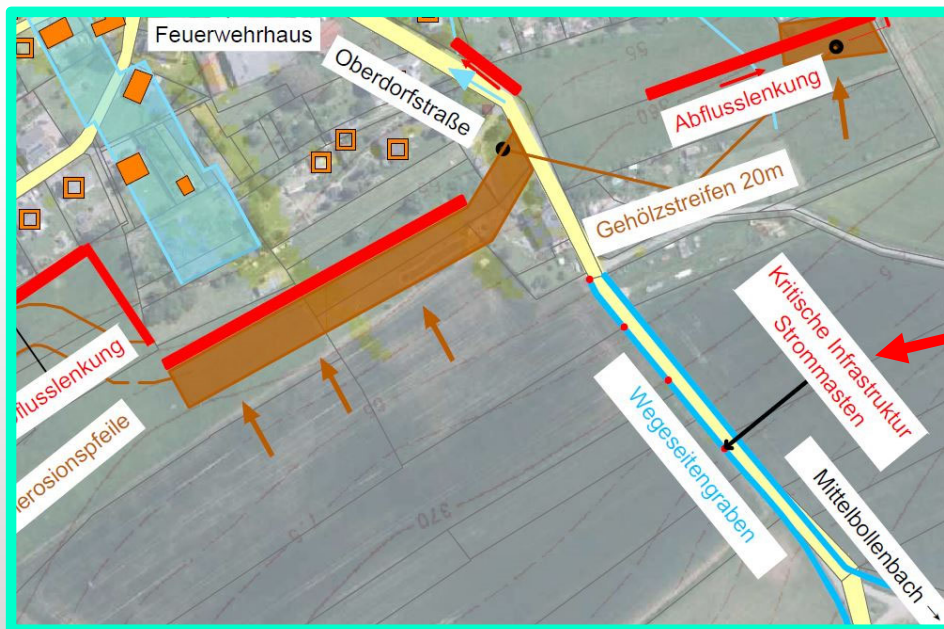 Feuerwehrhaus
Oberdorfstraße
Abflusslenkung
Gehölzstreifen 20m
Kritische Infrastruktur
Strommasten
flusslenkung
erosionspfeile
Wegeseitengraben
370
Mittelbollenbach →